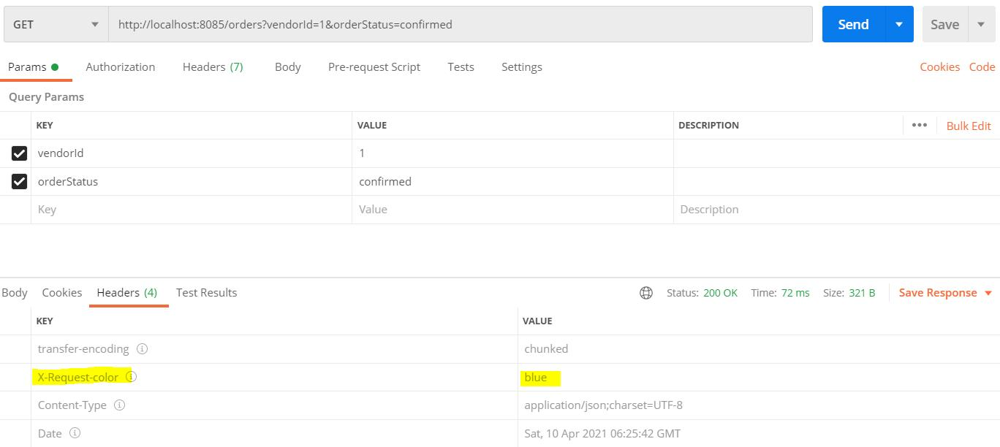 GET http://localhost:8085/orders?vendorId=1&orderStatus=confirmed Send Save
Params Authorization Headers (7) Body Pre-request Script Tests Settings Cookies Code
Query Params
KEY VALUE DESCRIPTION ••• Bulk Edit
vendorId 1
orderStatus confirmed
Key Value Description
Body Cookies Headers (4) Test Results Status: 200 OK Time: 72 ms Size: 321 B Save Response
KEY VALUE
transfer-encoding chunked
X-Request-color blue
Content-Type application/json;charset=UTF-8
Date Sat, 10 Apr 2021 06:25:42 GMT